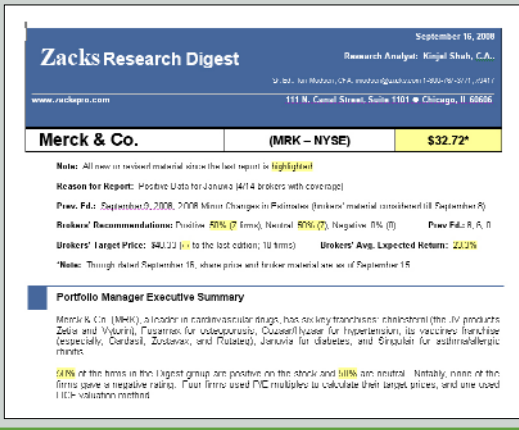 September 16, 2008
Zacks Research Digest
Research Analyst: Kinjel Shah, C.A.
www.zackspro.com
111 N. Canal Street, Suite 1101 ● Chicago, IL 60606
Merck & Co.
(MRK – NYSE)
$32.72*
Note: All new or revised material since the last report is highlighted
Reason for Report: Positive Data for Januvia (4/14 brokers with coverage)
Prev. Ed.: September 9, 2008, 2008 Minor Changes in Estimates (brokers' material considered till September 8)
Brokers' Recommendations: Positive: 50% (7 firms), Neutral: 50% (7), Negative: 0% (0) Prev Ed.: 8, 6, 0
Brokers' Target Price: to the last edition; 10 firms) Brokers' Avg. Expected Return:
*Note: Though dated September 16, share price and broker material are as of September 15
Portfolio Manager Executive Summary
Merck & Co. (MRK), a leader in cardiovascular drugs, has six key franchises: cholesterol (the JV products
Zetia and Vytorin), Fosamax for osteoporosis, Cozaar/Hyzaar for hypertension, its vaccines franchise
(especially, Gardasil, Zostavax, and Rotateq), Januvia for diabetes, and Singulair for asthma/allergic
rhinitis.
50% of the firms in the Digest group are positive on the stock and 50% are neutral. Notably, none of the
firms gave a negative rating. Four firms used P/E multiples to calculate their target prices, and one used
valuation method